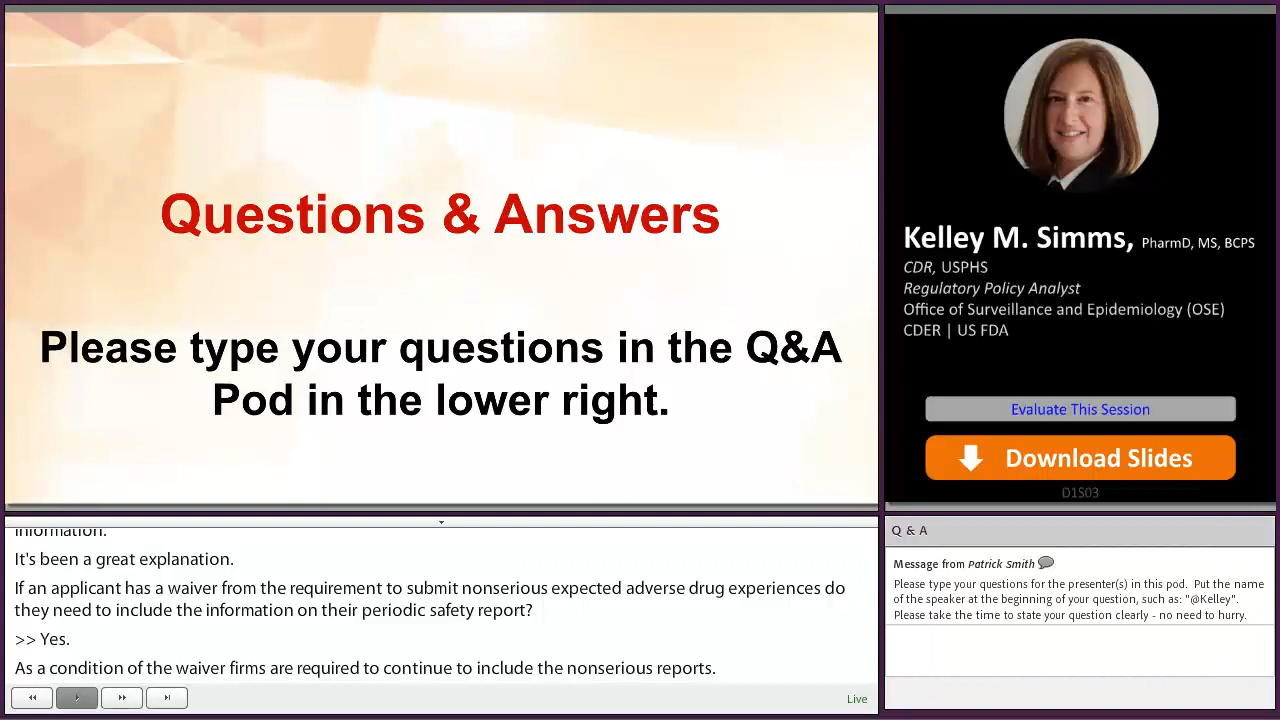 Questions & Answers
Please type your questions in the Q&A
Pod in the lower right.
Kelley M. Simms, PharmD, MS, BCPS
CDR, USPHS
Regulatory Policy Analyst
Office of Surveillance and Epidemiology (OSE)
CDER | US FDA
Evaluate This Session
Download Slides
D1S03
information.
It's been a great explanation.
If an applicant has a waiver from the requirement to submit nonserious expected adverse drug experiences do
they need to include the information on their periodic safety report?
>> Yes.
As a condition of the waiver firms are required to continue to include the nonserious reports.
Live
Q & A
Message from Patrick Smith
Please type your questions for the presenter(s) in this pod. Put the name
of the speaker at the beginning of your question, such as: "@Kelley".
Please take the time to state your question clearly - no need to hurry.